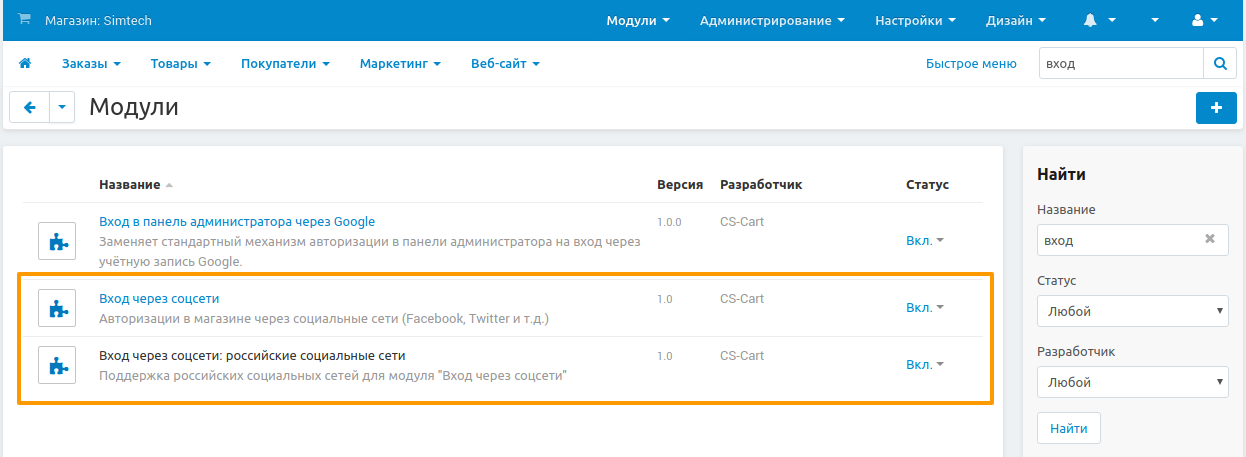 Магазин: Simtech
Модули Администрирование Настройки Дизайн
Заказы Товары Покупатели Маркетинг Веб-сайт Быстрое меню вход
Модули
Название Версия Разработчик Статус
Вход в панель администратора через Google 1.0.0 CS-Cart Вкл.
Заменяет стандартный механизм авторизации в панели администратора на вход через
учётную запись Google.
Вход через соцсети 1.0 CS-Cart Вкл.
Авторизации в магазине через социальные сети (Facebook, Twitter и т.д.)
Вход через соцсети: российские социальные сети 1.0 CS-Cart Вкл.
Поддержка российских социальных сетей для модуля "Вход через соцсети"
Найти
Название
вход
Статус
Любой
Разработчик
Любой
Найти